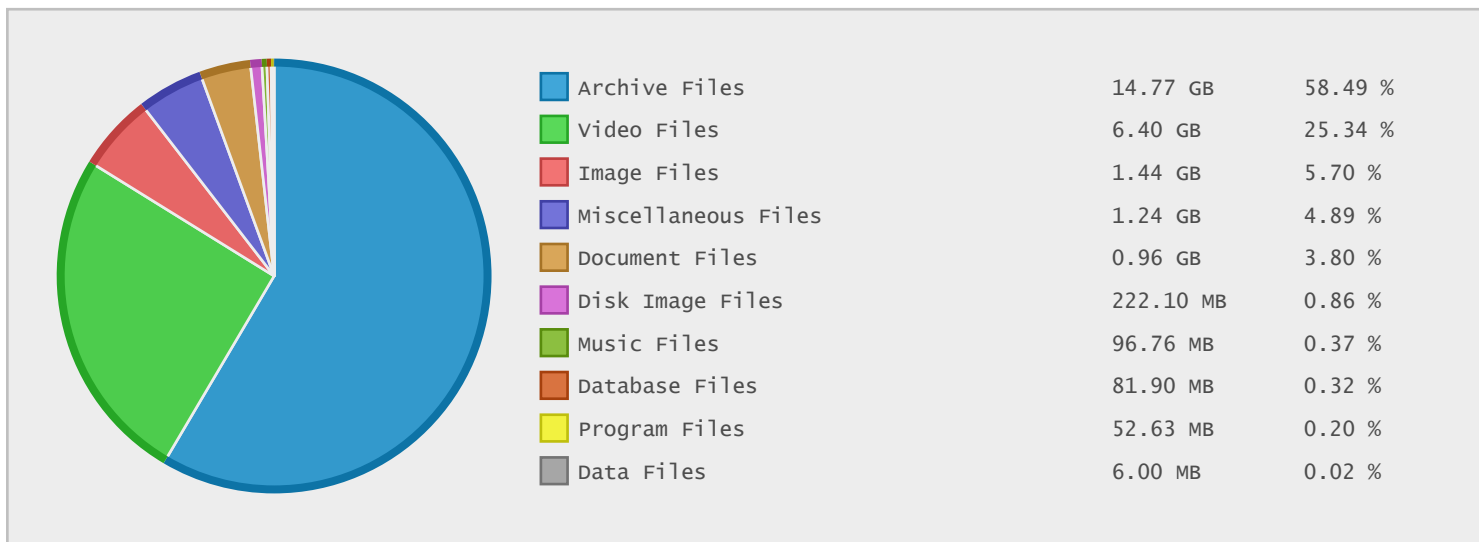 Archive Files 14.77 GB 58.49 %
Video Files 6.40 GB 25.34 %
Image Files 1.44 GB 5.70 %
Miscellaneous Files 1.24 GB 4.89 %
Document Files 0.96 GB 3.80 %
Disk Image Files 222.10 MB 0.86 %
Music Files 96.76 MB 0.37 %
Database Files 81.90 MB 0.32 %
Program Files 52.63 MB 0.20 %
Data Files 6.00 MB 0.02 %